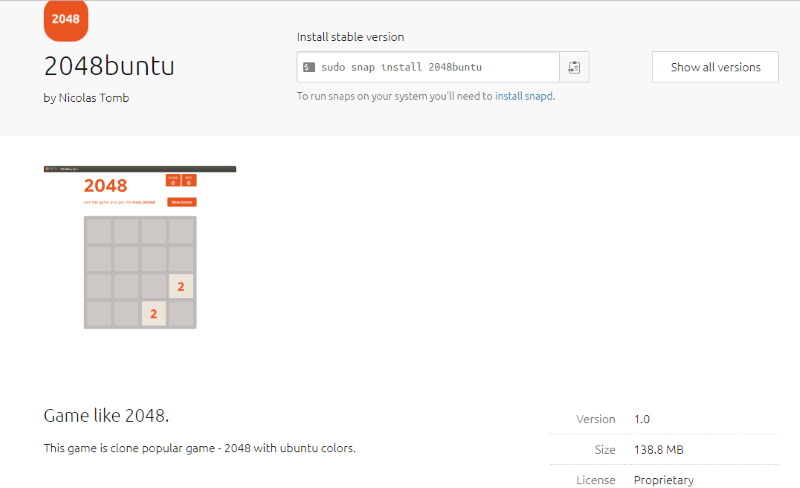 2048
2048buntu
by Nicolas Tomb
Install stable version
sudo snap install 2048buntu
To run snaps on your system you'll need to install snapd.
Show all versions
2048
SCORE
0
BEST
0
Join the game and get the
New Game
2
2
Game like 2048.
This game is clone popular game - 2048 with ubuntu colors.
Version 1.0
Size 138.8 MB
License Proprietary